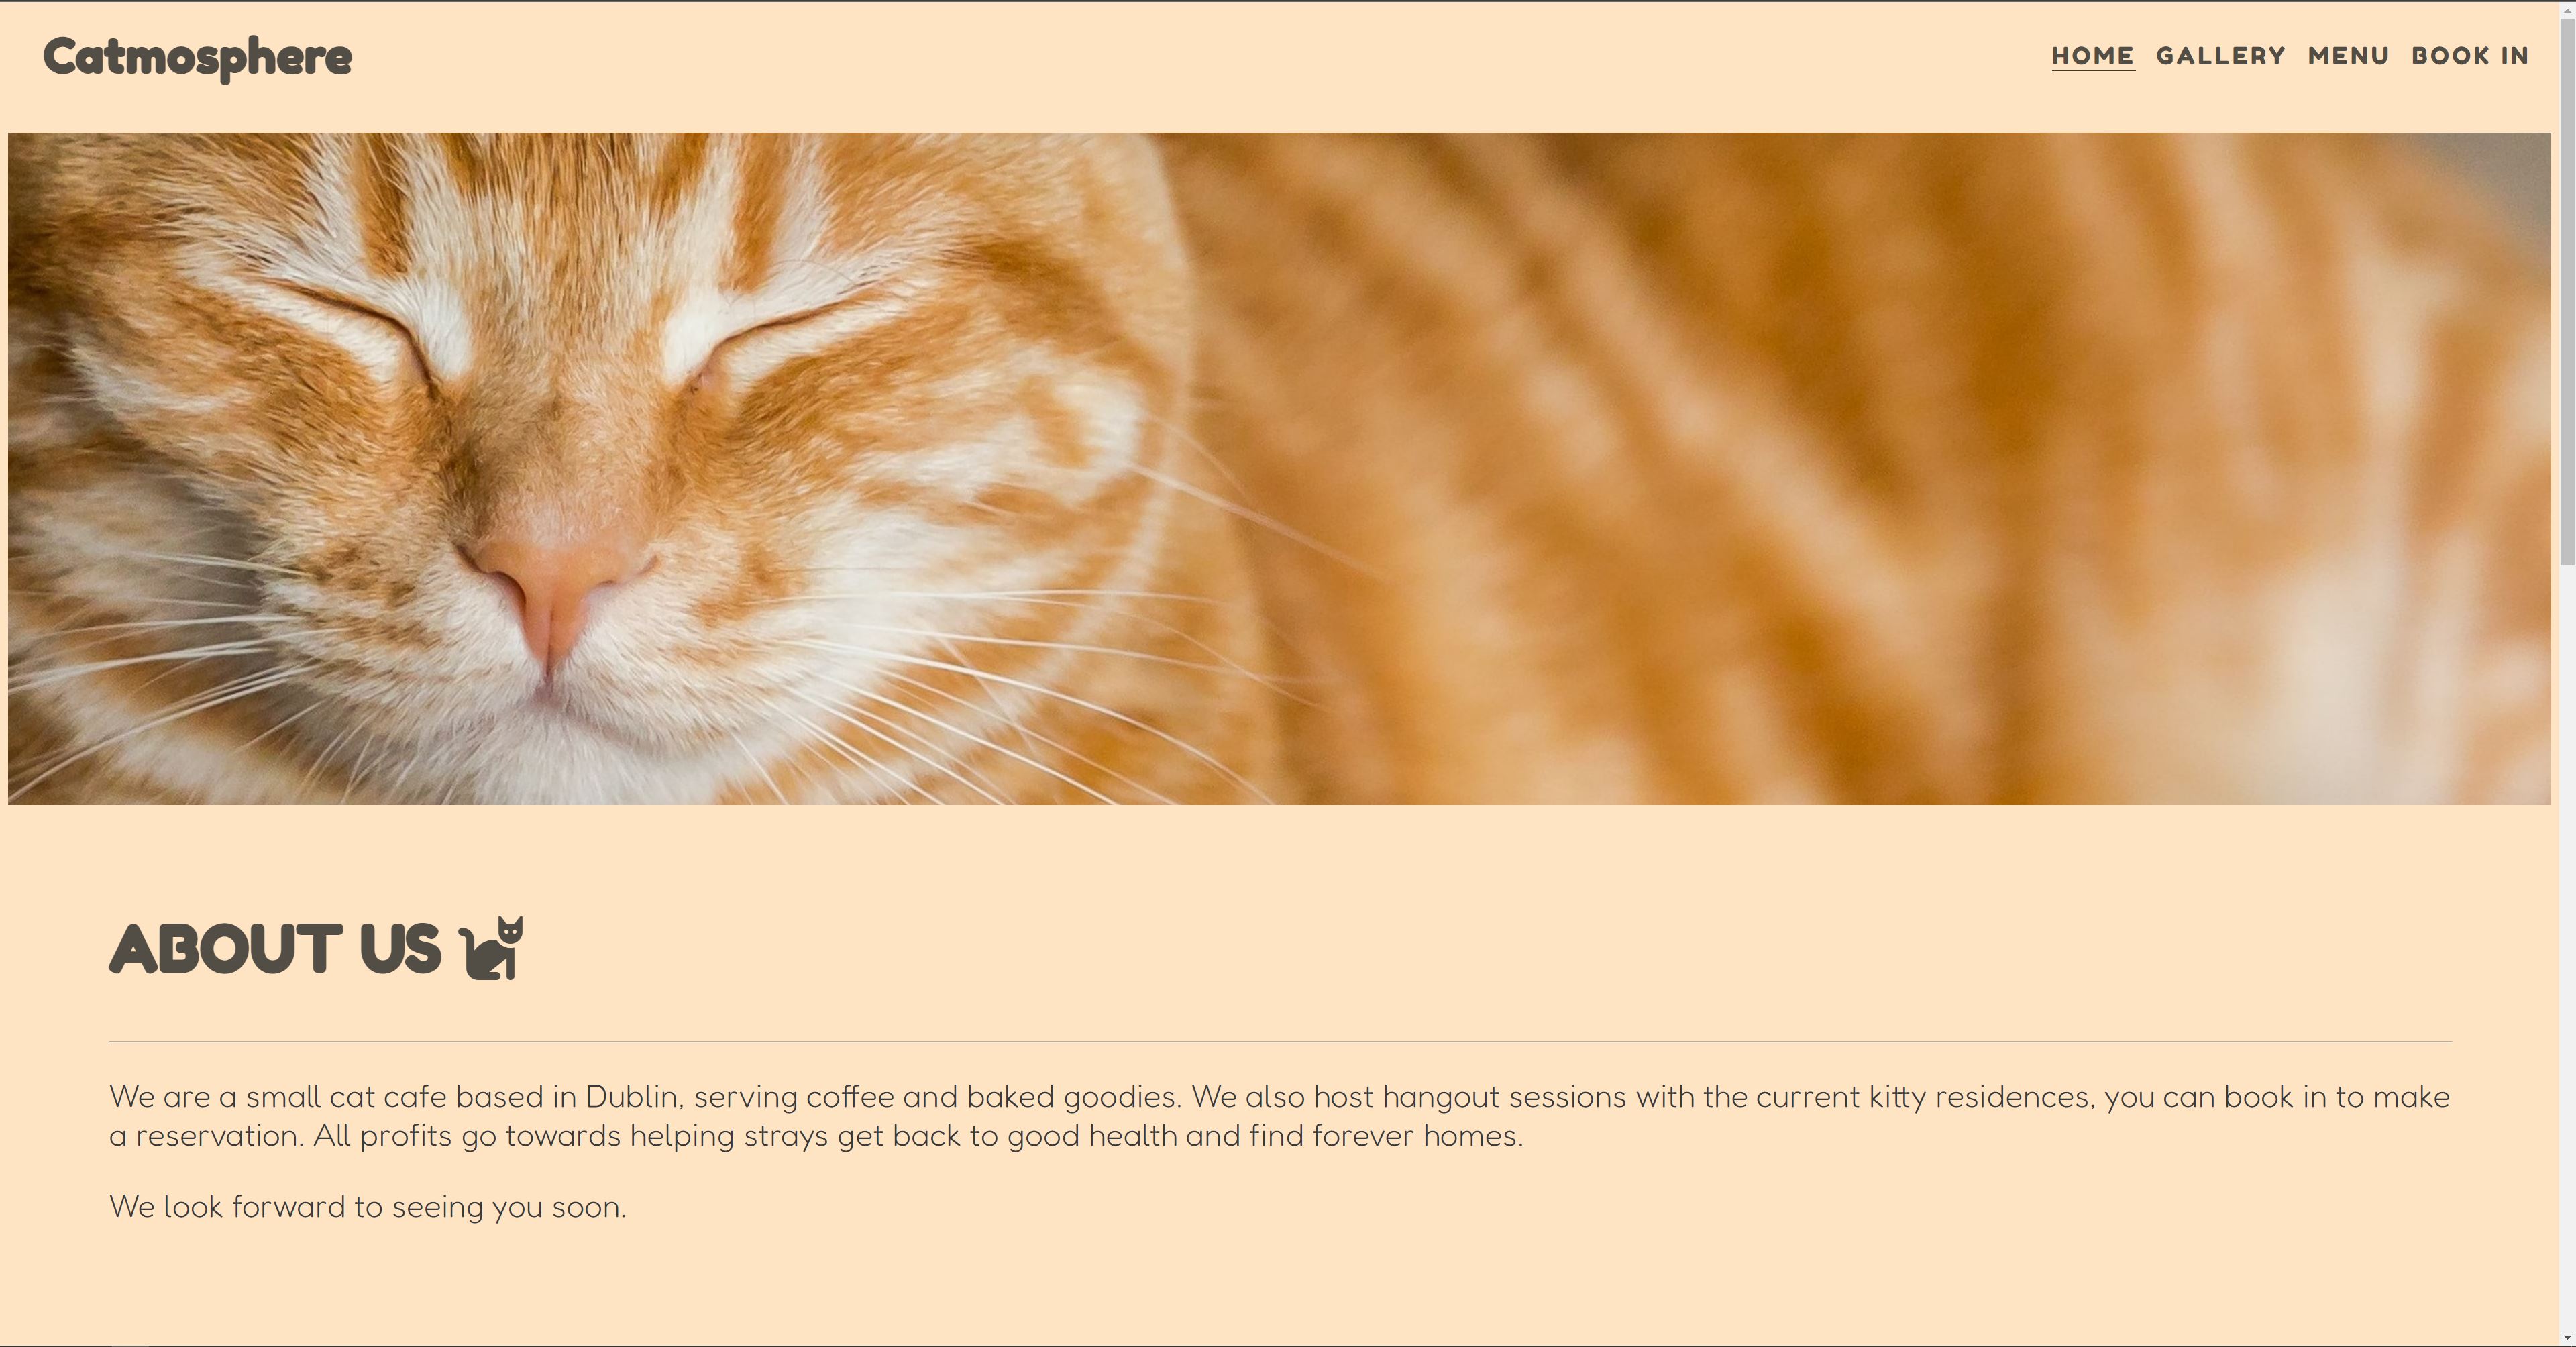 Catmosphere
HOME GALLERY MENU BOOK IN
ABOUT US
We are a small cat cafe based in Dublin, serving coffee and baked goodies. We also host hangout sessions with the current kitty residences, you can book in to make
a reservation. All profits go towards helping strays get back to good health and find forever homes.
We look forward to seeing you soon.